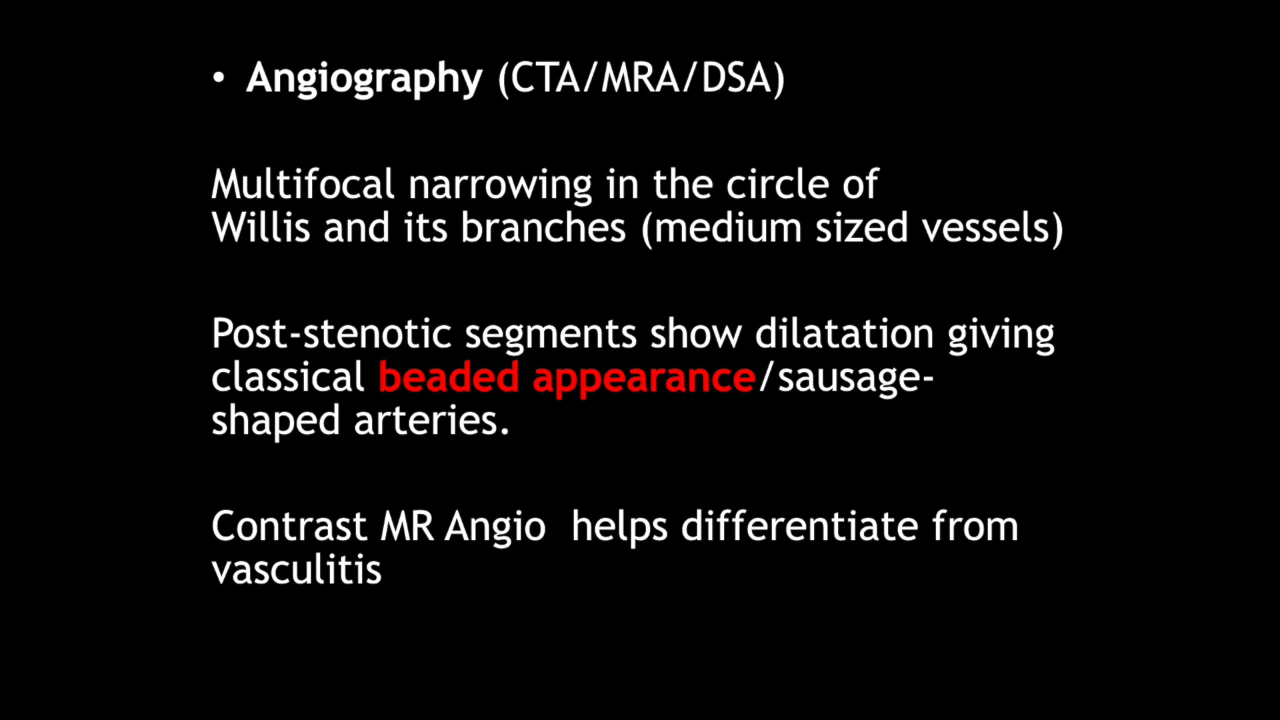 • Angiography (CTA/MRA/DSA)
Multifocal narrowing in the circle of
Willis and its branches (medium sized vessels)
Post-stenotic segments show dilatation giving
classical beaded appearance/sausage-
shaped arteries.
Contrast MR Angio  helps differentiate from
vasculitis